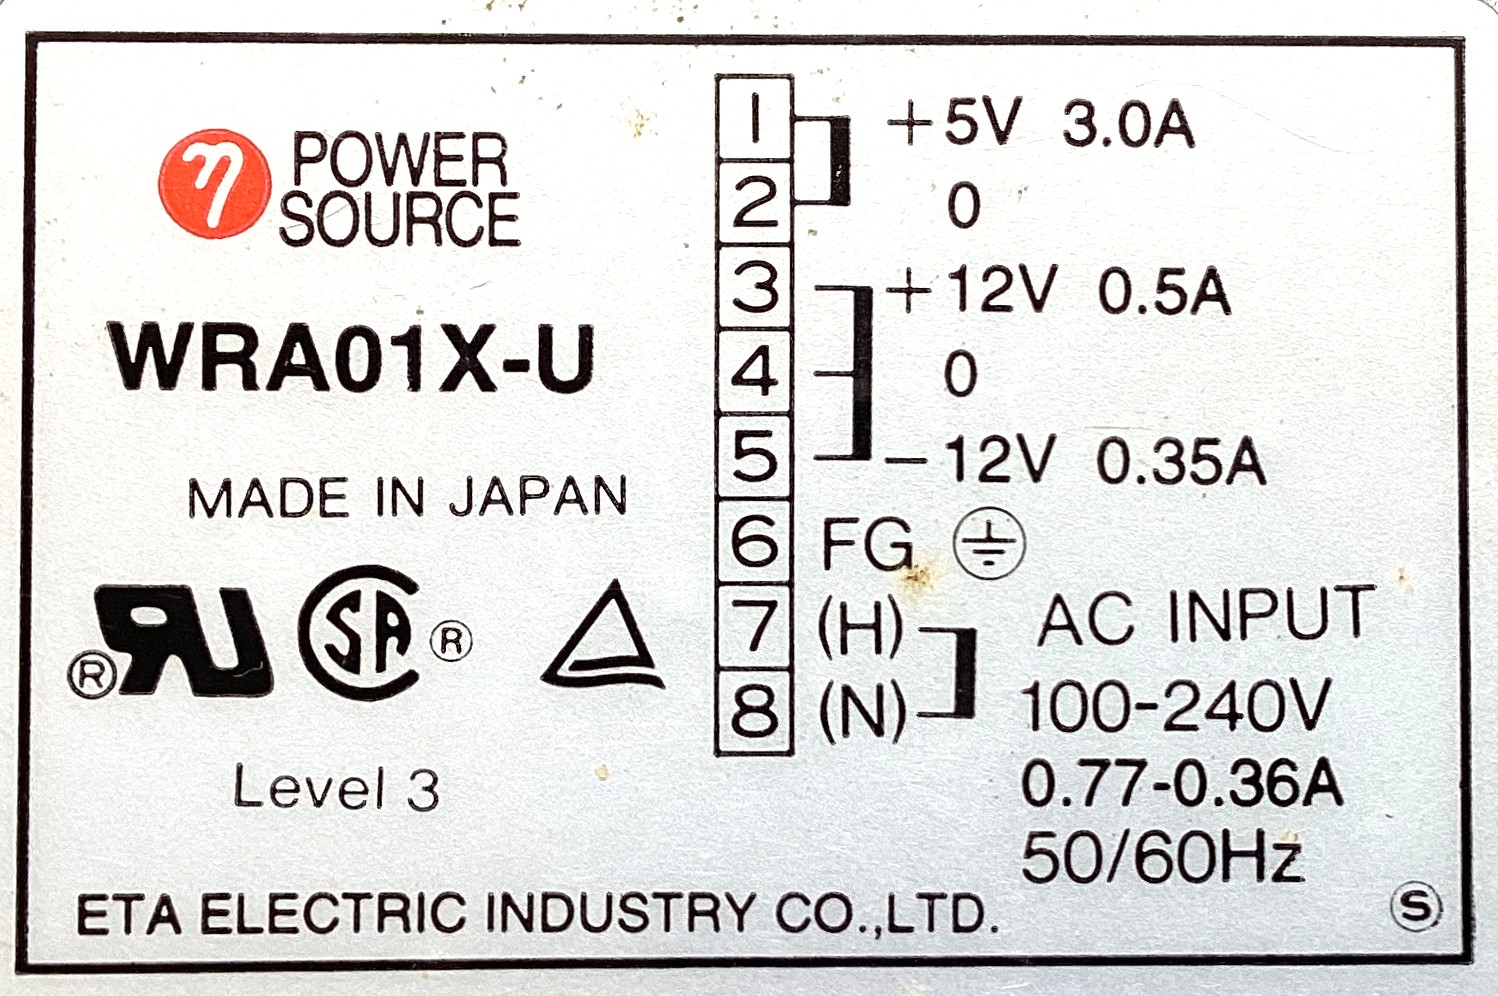 η POWER
SOURCE
WRA01X-U
MADE IN JAPAN
®RU CSA®
Level 3
1 +5V 3.0A
2 0
3 +12V 0.5A
4 0
5 −12V 0.35A
6 FG
7 (H) AC INPUT
8 (N) 100-240V
0.77-0.36A
50/60Hz
ETA ELECTRIC INDUSTRY CO.,LTD.
Ⓢ